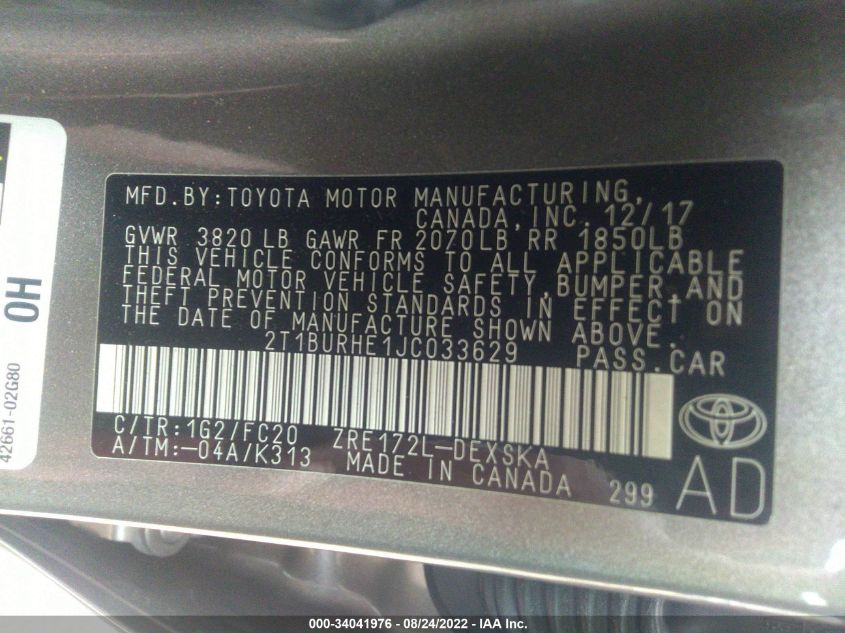 MFD.BY:TOYOTA MOTOR MANUFACTURING,
CANADA,INC. 12/17
GVWR 3820 LB GAWR FR 2070LB RR 1850LB
THIS VEHICLE CONFORMS TO ALL APPLICABLE
FEDERAL MOTOR VEHICLE SAFETY, BUMPER,AND
THEFT PREVENTION STANDARDS IN EFFECT ON
THE DATE OF MANUFACTURE SHOWN ABOVE.
2T1BURHE1JC033629 PASS.CAR
C/TR:1G2/FC20 ZRE172L-DEXSKA
A/TM:-04A/K313 MADE IN CANADA 299 AD
42661-02G80
OH
000-34041976 - 08/24/2022 - IAA Inc.